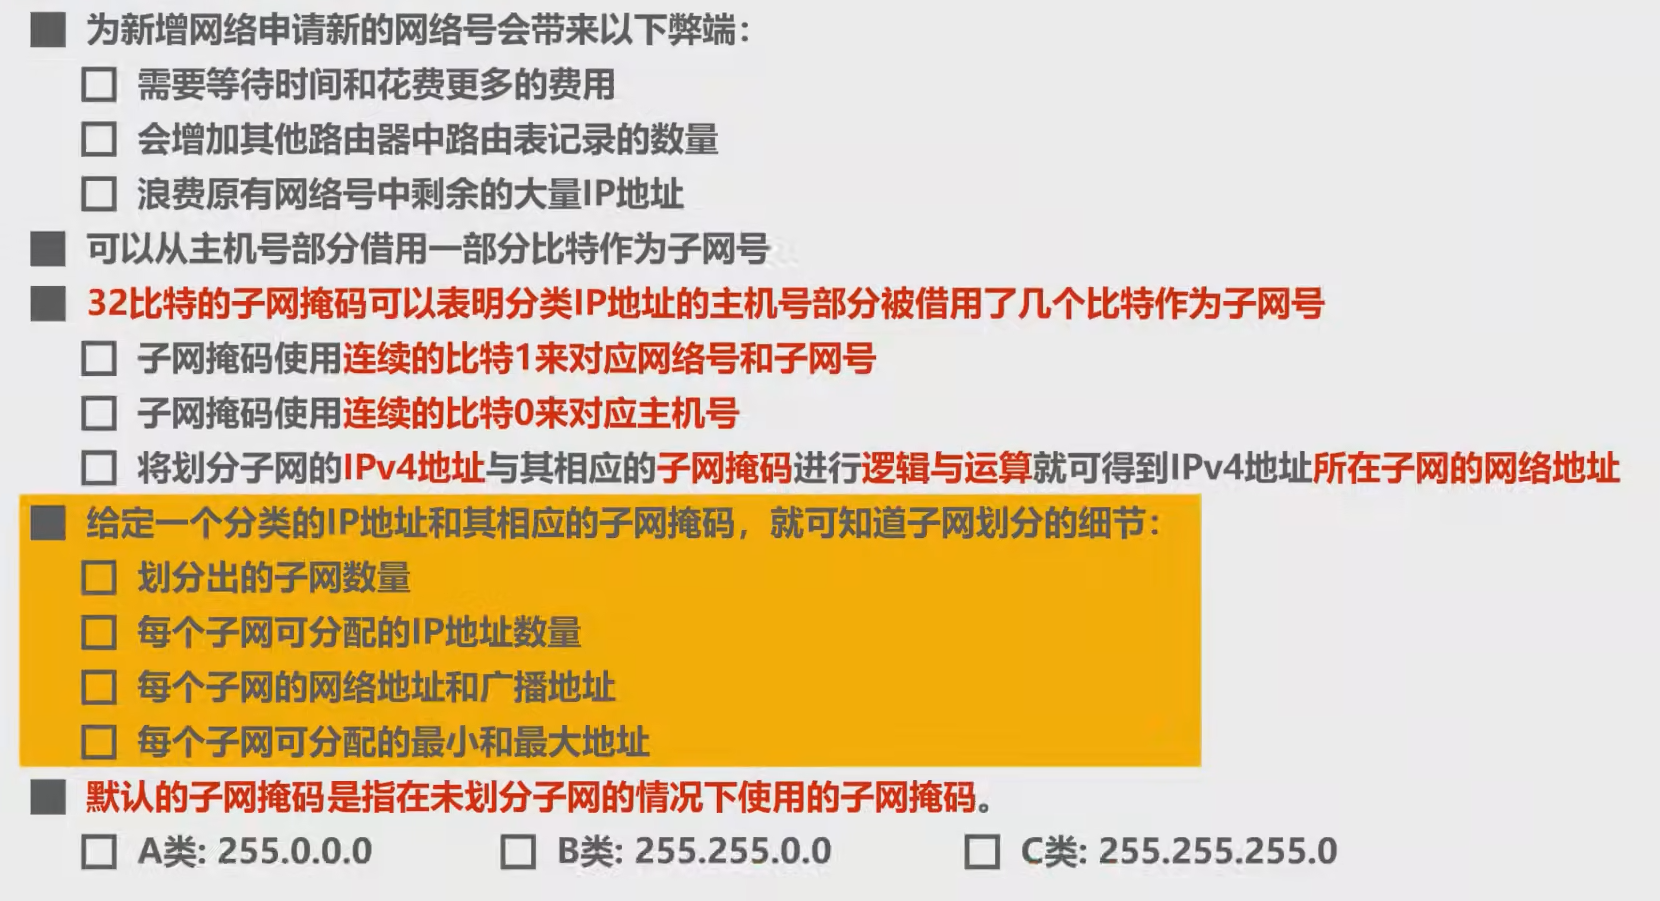 为新增网络申请新的网络号会带来以下弊端：
需要等待时间和花费更多的费用
会增加其他路由器中路由表记录的数量
浪费原有网络号中剩余的大量IP地址
可以从主机号部分借用一部分比特作为子网号
32比特的子网掩码可以表明分类IP地址的主机号部分被借用了几个比特作为子网号
子网掩码使用连续的比特1来对应网络号和子网号
子网掩码使用连续的比特0来对应主机号
将划分子网的IPv4地址与其相应的子网掩码进行逻辑与运算就可得到IPv4地址所在子网的网络地址
给定一个分类的IP地址和其相应的子网掩码，就可知道子网划分的细节：
划分出的子网数量
每个子网可分配的IP地址数量
每个子网的网络地址和广播地址
每个子网可分配的最小和最大地址
默认的子网掩码是指在未划分子网的情况下使用的子网掩码。
A类: 255.0.0.0 B类: 255.255.0.0 C类: 255.255.255.0